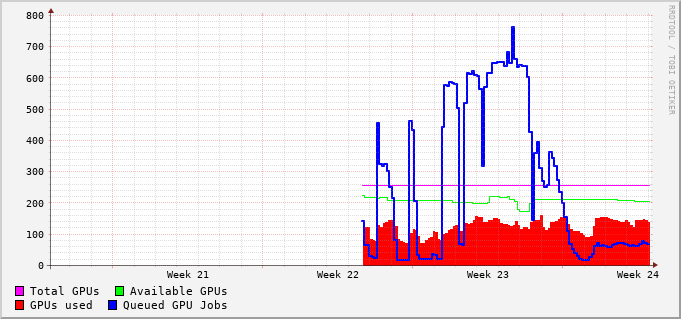 800
700
600
500
400
300
200
100
0
Week 21 Week 22 Week 23 Week 24
Total GPUs Available GPUs
GPUs used Queued GPU Jobs
RRDTOOL / TOBI OETIKER